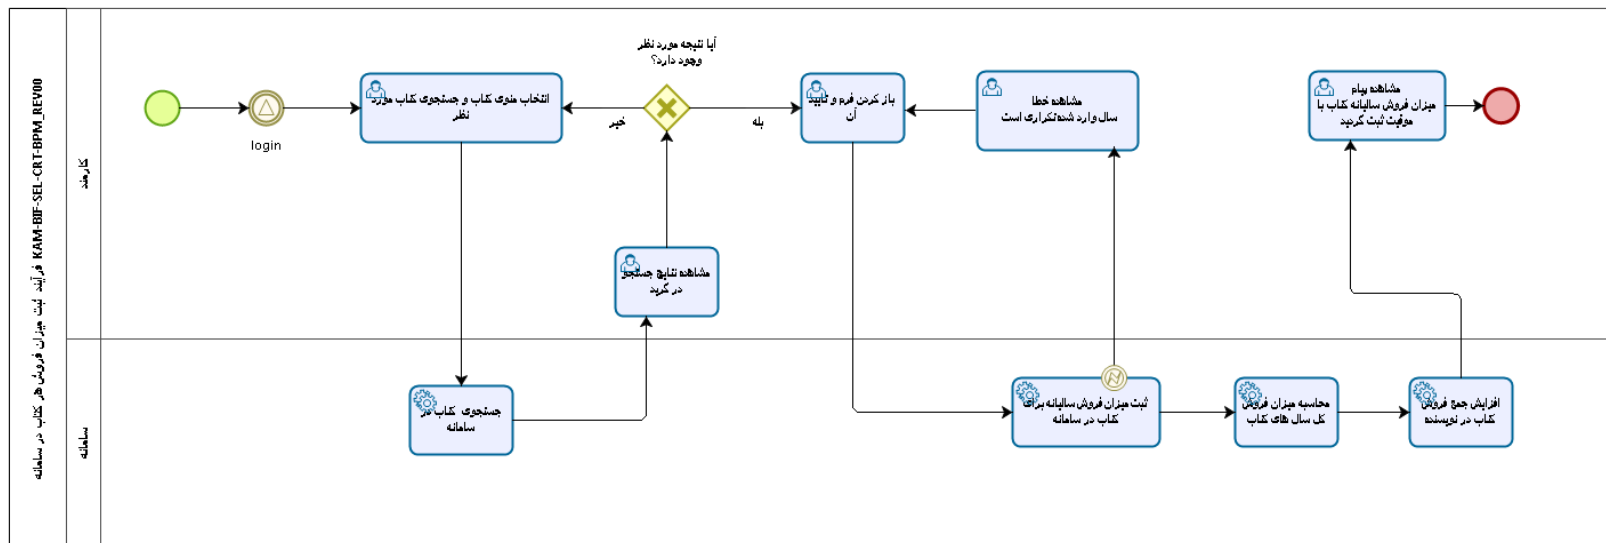 KAM-BIF-SEL-CRT-BPM_REV00 فرآیند ثبت میزان فروش هر کتاب در سامانه
کارمند
سامانه
login
انتخاب منوی کتاب و جستجوی کتاب مورد
نظر
آیا نتیجه مورد نظر
وجود دارد؟
خیر
بله
باز کردن فرم و تایید
آن
مشاهده خطا
سال وارد شده تکراری است
مشاهده پیام
میزان فروش سالیانه کتاب با
موفیت ثبت گردید
مشاهده نتایج جستجو
در گرید
جستجوی کتاب در
سامانه
ثبت میزان فروش سالیانه برای
کتاب در سامانه
محاسبه میزان فروش
کل سال های کتاب
افزایش جمع فروش
کتاب در نویسنده